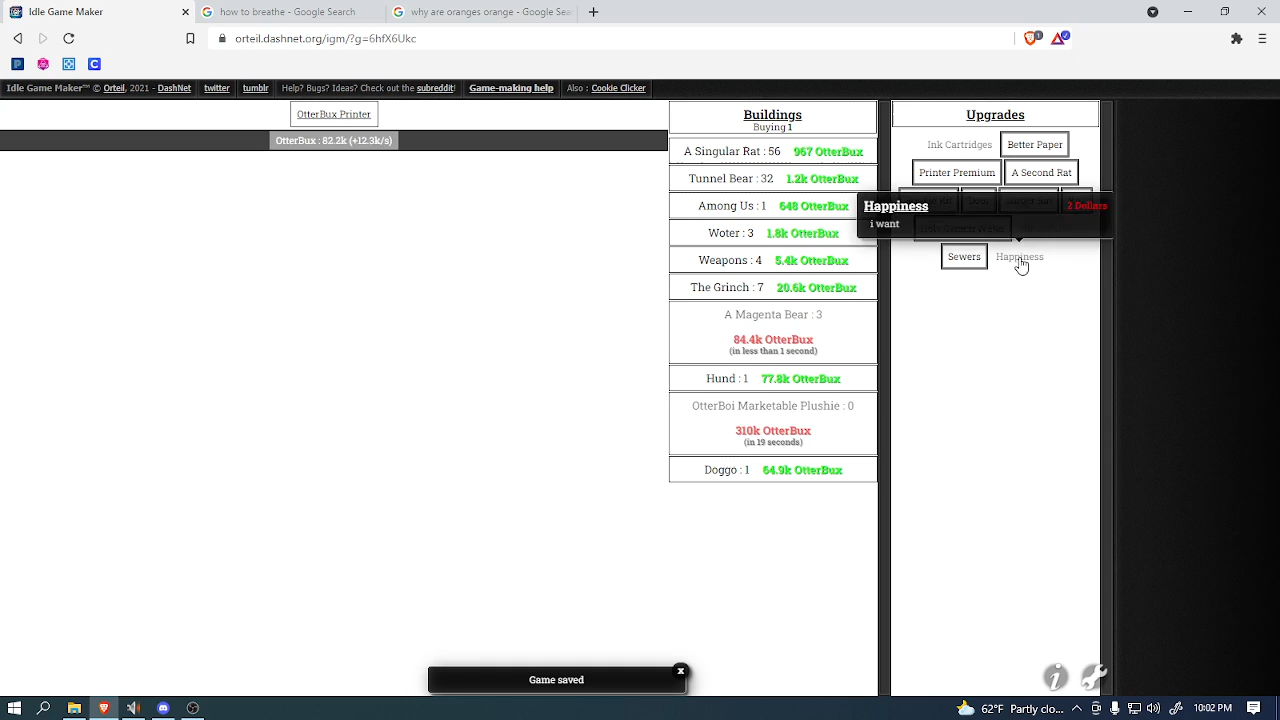 Idle Game Maker
how to breathe - Google Search
why are oranges orange - Google Sea
orteil.dashnet.org/igm/?g=6hfX6Ukc
Idle Game Maker™ © Orteil, 2021 - DashNet
twitter
tumblr
Help? Bugs? Ideas? Check out the subreddit!
Game-making help
Also : Cookie Clicker
OtterBux Printer
OtterBux : 82.2k (+12.3k/s)
Buildings
Buying 1
A Singular Rat : 56 967 OtterBux
Tunnel Bear : 32 1.2k OtterBux
Among Us : 1 648 OtterBux
Woter : 3 1.8k OtterBux
Weapons : 4 5.4k OtterBux
The Grinch : 7 20.6k OtterBux
A Magenta Bear : 3
84.4k OtterBux
(in less than 1 second)
Hund : 1 77.8k OtterBux
OtterBoi Marketable Plushie : 0
310k OtterBux
(in 19 seconds)
Doggo : 1 64.9k OtterBux
Upgrades
Ink Cartridges Better Paper
Printer Premium A Second Rat
Happiness 2 Dollars
i want
Sewers Happiness
Game saved
x
62°F Partly clo...
10:02 PM